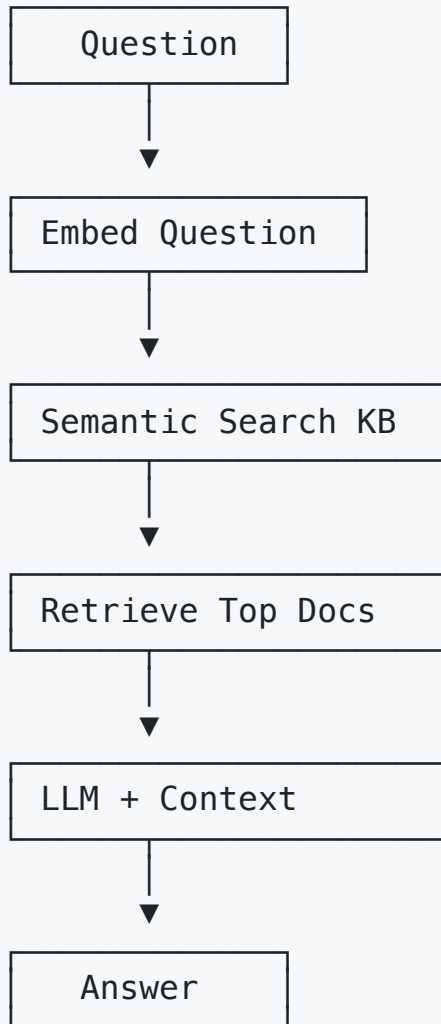 Question
Embed Question
Semantic Search KB
Retrieve Top Docs
LLM + Context
Answer